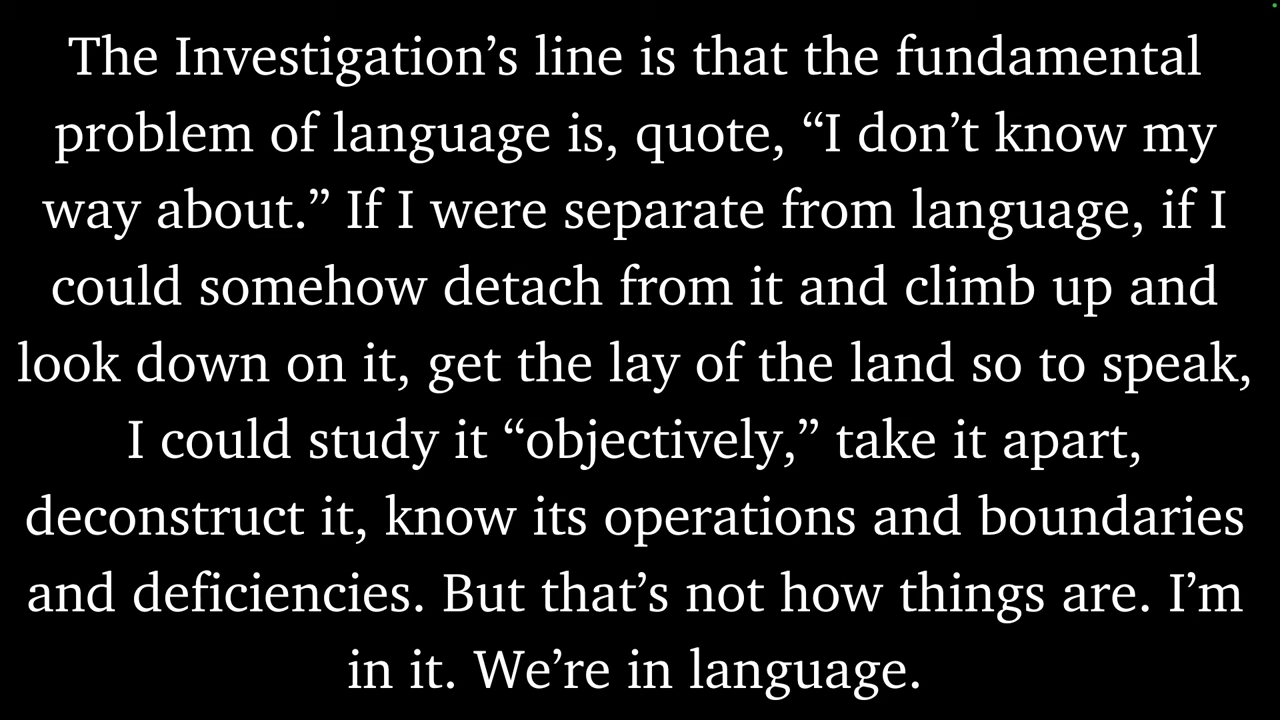 The Investigation’s line is that the fundamental
problem of language is, quote, “I don’t know my
way about.” If I were separate from language, if I
could somehow detach from it and climb up and
look down on it, get the lay of the land so to speak,
I could study it “objectively,” take it apart,
deconstruct it, know its operations and boundaries
and deficiencies. But that’s not how things are. I’m
in it. We’re in language.